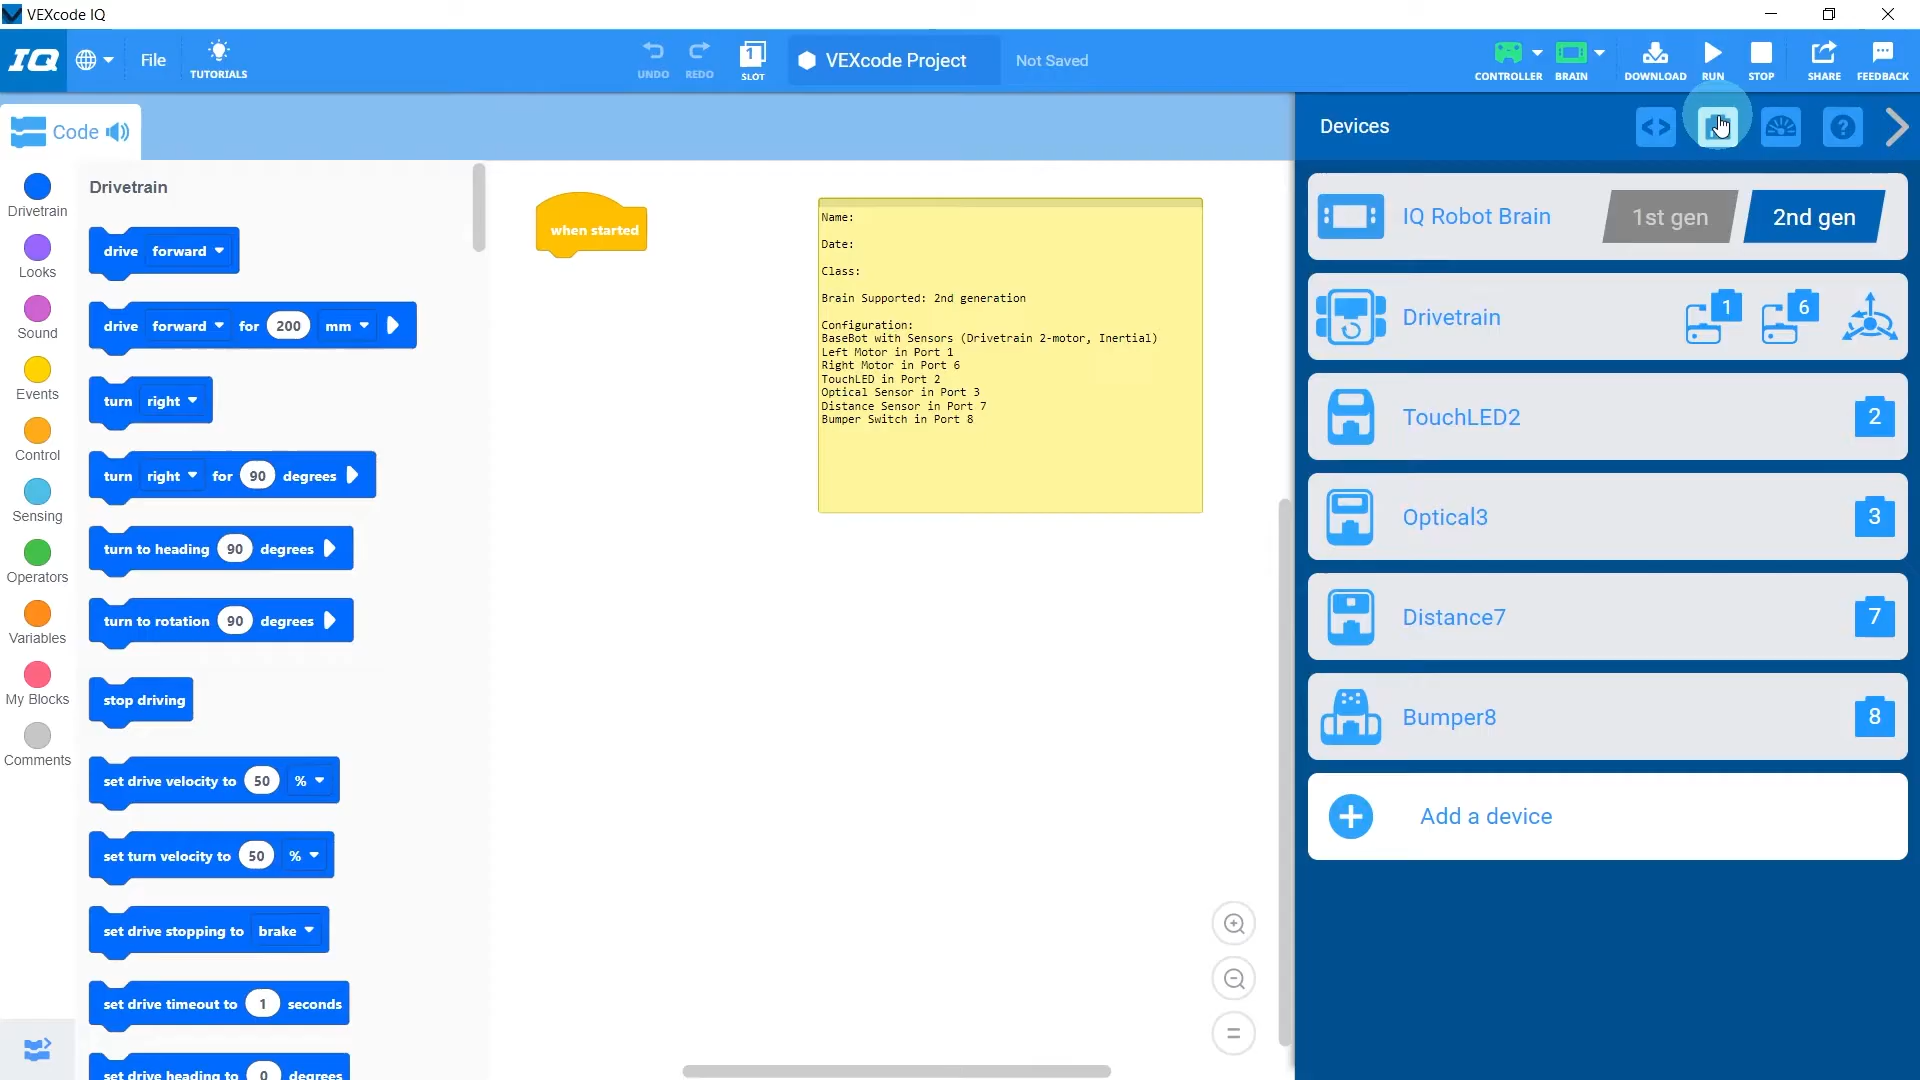 VEXcode IQ
IQ
File
TUTORIALS
UNDO
REDO
1
SLOT
VEXcode Project
Not Saved
CONTROLLER
BRAIN
DOWNLOAD
RUN
STOP
SHARE
FEEDBACK
Code
Devices
< >
?
Drivetrain
Looks
Sound
Events
Control
Sensing
Operators
Variables
My Blocks
Comments
Drivetrain
drive forward
drive forward for 200 mm
turn right
turn right for 90 degrees
turn to heading 90 degrees
turn to rotation 90 degrees
stop driving
set drive velocity to 50 %
set turn velocity to 50 %
set drive stopping to brake
set drive timeout to 1 seconds
set drive heading to 0 degrees
when started
Name:
Date:
Class:
Brain Supported: 2nd generation
Configuration:
BaseBot with Sensors (Drivetrain 2-motor, Inertial)
Left Motor in Port 1
Right Motor in Port 6
TouchLED in Port 2
Optical Sensor in Port 3
Distance Sensor in Port 7
Bumper Switch in Port 8
IQ Robot Brain 1st gen 2nd gen
Drivetrain 1 6
TouchLED2 2
Optical3 3
Distance7 7
Bumper8 8
Add a device